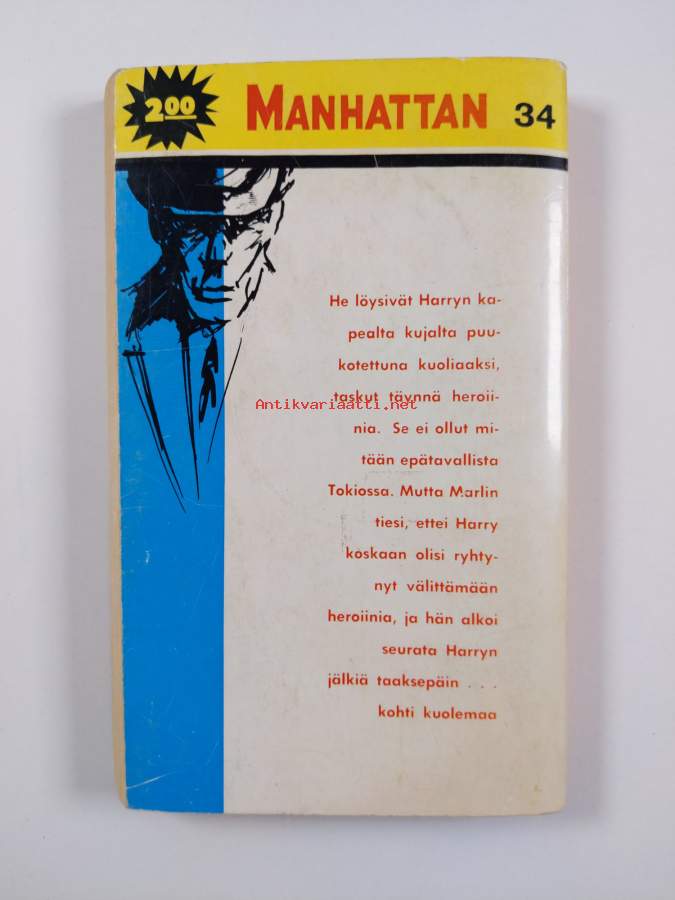 2.00 MANHATTAN 34
He löysivät Harryn ka-
pealta kujalta puu-
kotettuna kuoliaaksi,
taskut täynnä heroii-
Antikvariaatti.net
nia. Se ei ollut mi-
tään epätavallista
Tokiossa. Mutta Marlin
tiesi, ettei Harry
koskaan olisi ryhty-
nyt välittämään
heroiinia, ja hän alkoi
seurata Harryn
jälkiä taaksepäin . . .
kohti kuolemaa